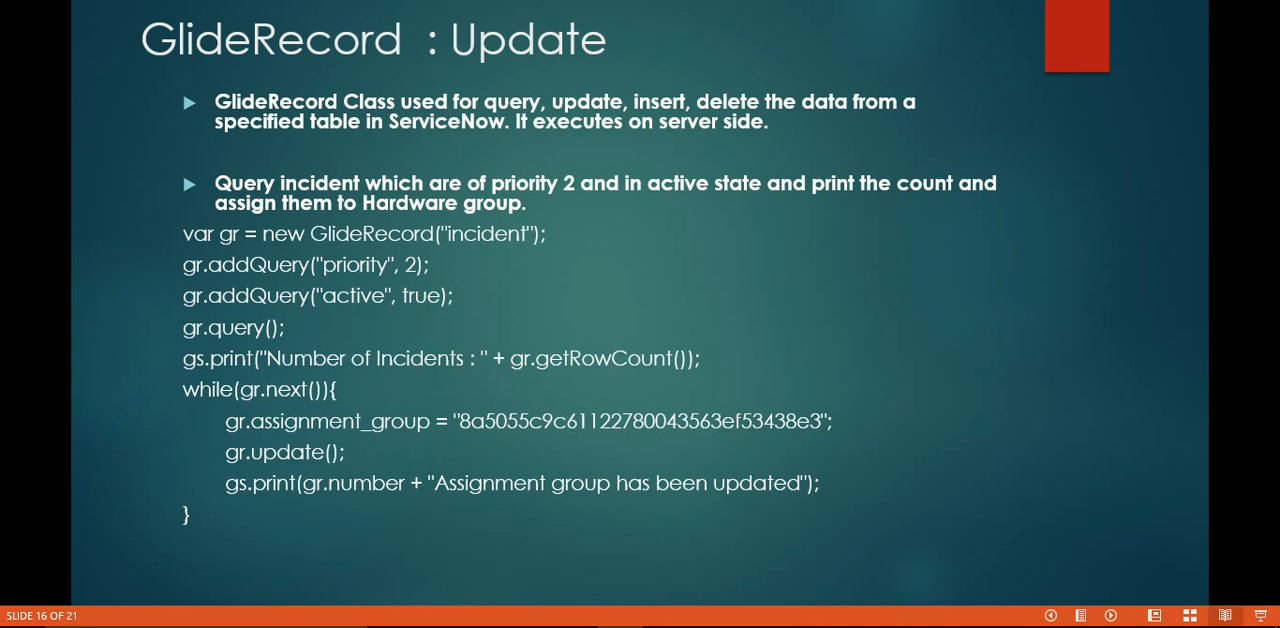 GlideRecord : Update
GlideRecord Class used for query, update, insert, delete the data from a
specified table in ServiceNow. It executes on server side.
Query incident which are of priority 2 and in active state and print the count and
assign them to Hardware group.
var gr = new GlideRecord("incident");
gr.addQuery("priority", 2);
gr.addQuery("active", true);
gr.query();
gs.print("Number of Incidents : " + gr.getRowCount());
while(gr.next()){
gr.assignment_group = "8a5055c9c61122780043563ef53438e3";
gr.update();
gs.print(gr.number + "Assignment group has been updated");
}
SLIDE 16 OF 21